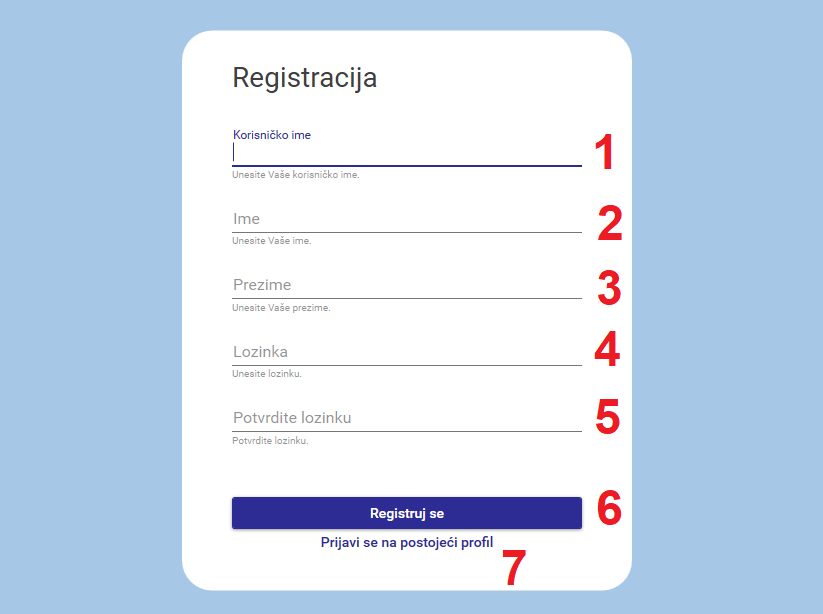 Registracija
Korisničko ime
1
Unesite Vaše korisničko ime.
Ime
2
Unesite Vaše ime.
Prezime
3
Unesite Vaše prezime.
Lozinka
4
Unesite lozinku.
Potvrdite lozinku
5
Potvrdite lozinku.
Registruj se
6
Prijavi se na postojeći profil
7